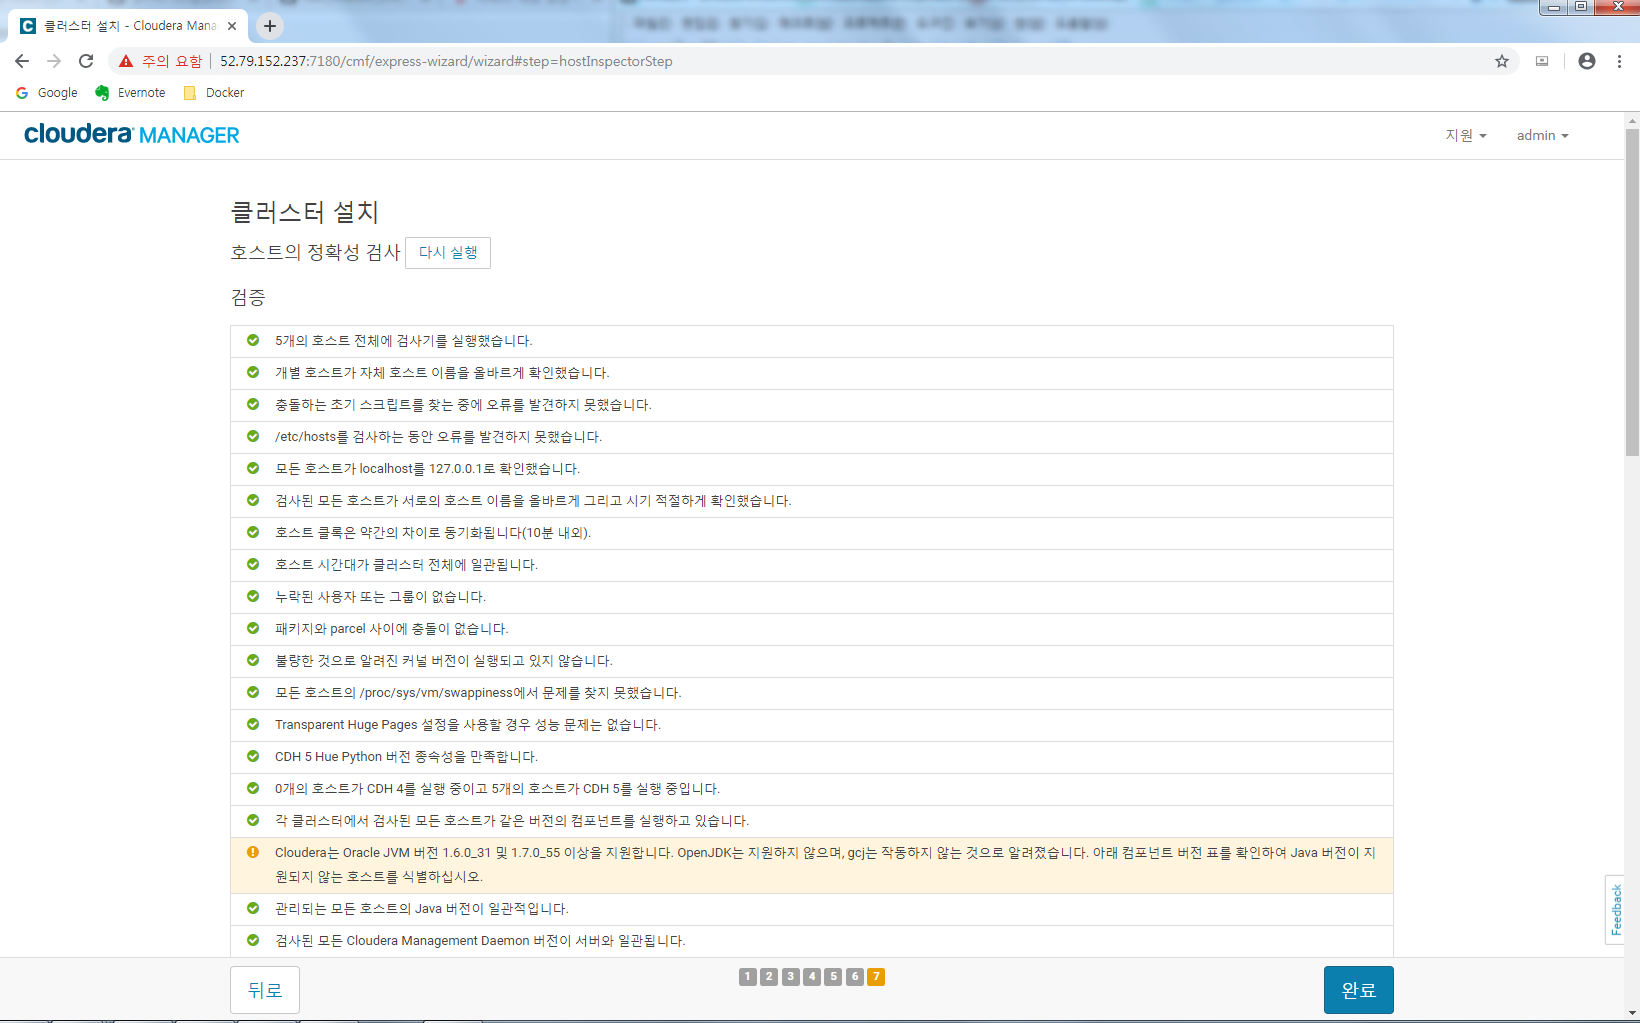 클러스터 설치 - Cloudera Mana
주의 요함 | 52.79.152.237:7180/cmf/express-wizard/wizard#step=hostInspectorStep
Google Evernote Docker
cloudera MANAGER
지원 admin
클러스터 설치
호스트의 정확성 검사 다시 실행
검증
5개의 호스트 전체에 검사기를 실행했습니다.
개별 호스트가 자체 호스트 이름을 올바르게 확인했습니다.
충돌하는 초기 스크립트를 찾는 중에 오류를 발견하지 못했습니다.
/etc/hosts를 검사하는 동안 오류를 발견하지 못했습니다.
모든 호스트가 localhost를 127.0.0.1로 확인했습니다.
검사된 모든 호스트가 서로의 호스트 이름을 올바르게 그리고 시기 적절하게 확인했습니다.
호스트 클록은 약간의 차이로 동기화됩니다(10분 내외).
호스트 시간대가 클러스터 전체에 일관됩니다.
누락된 사용자 또는 그룹이 없습니다.
패키지와 parcel 사이에 충돌이 없습니다.
불량한 것으로 알려진 커널 버전이 실행되고 있지 않습니다.
모든 호스트의 /proc/sys/vm/swappiness에서 문제를 찾지 못했습니다.
Transparent Huge Pages 설정을 사용할 경우 성능 문제는 없습니다.
CDH 5 Hue Python 버전 종속성을 만족합니다.
0개의 호스트가 CDH 4를 실행 중이고 5개의 호스트가 CDH 5를 실행 중입니다.
각 클러스터에서 검사된 모든 호스트가 같은 버전의 컴포넌트를 실행하고 있습니다.
Cloudera는 Oracle JVM 버전 1.6.0_31 및 1.7.0_55 이상을 지원합니다. OpenJDK는 지원하지 않으며, gcj는 작동하지 않는 것으로 알려졌습니다. 아래 컴포넌트 버전 표를 확인하여 Java 버전이 지
원되지 않는 호스트를 식별하십시오.
관리되는 모든 호스트의 Java 버전이 일관적입니다.
검사된 모든 Cloudera Management Daemon 버전이 서버와 일관됩니다.
Feedback
뒤로 1 2 3 4 5 6 7 완료